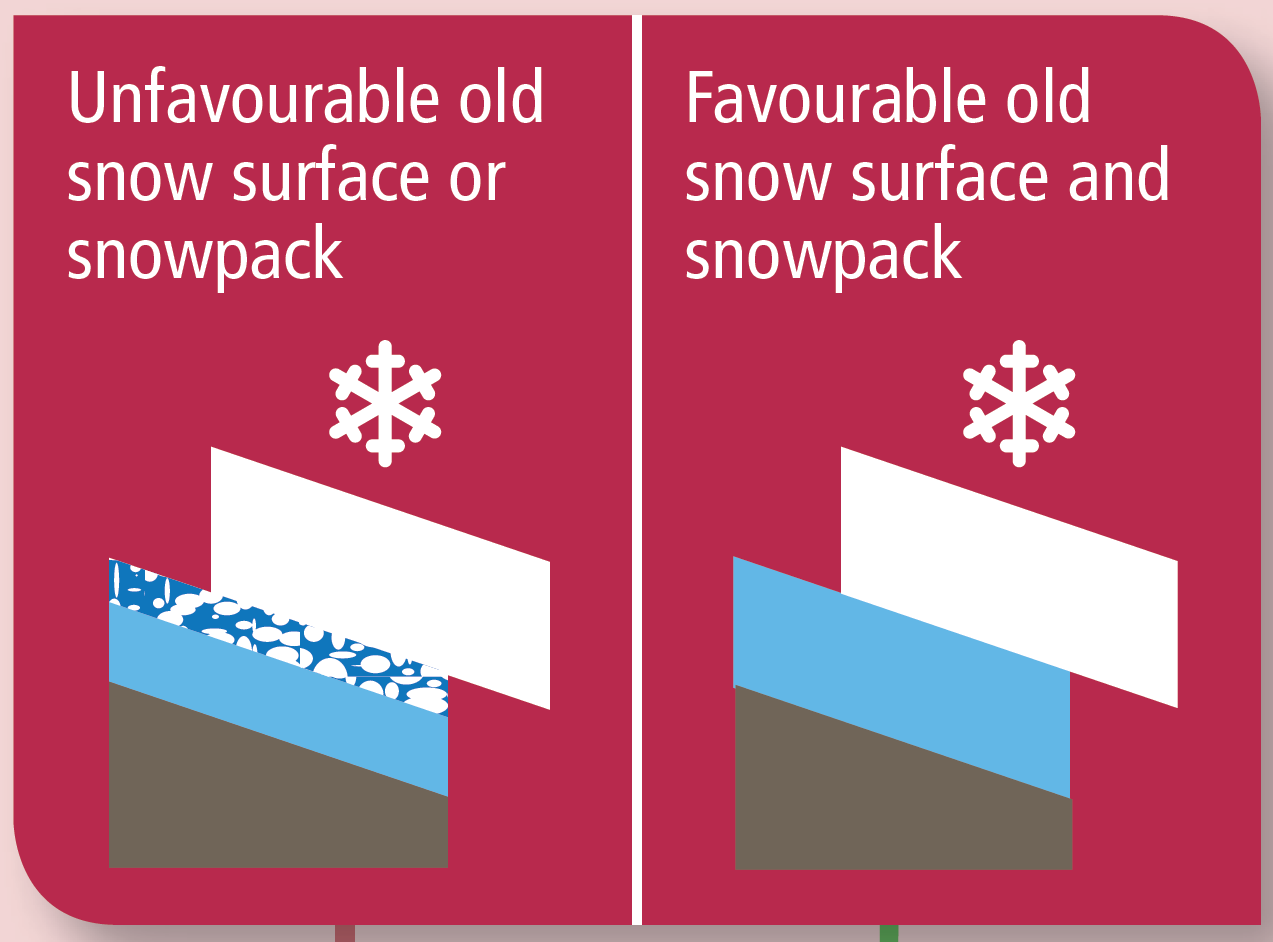 Unfavourable old
snow surface or
snowpack
Favourable old
snow surface and
snowpack